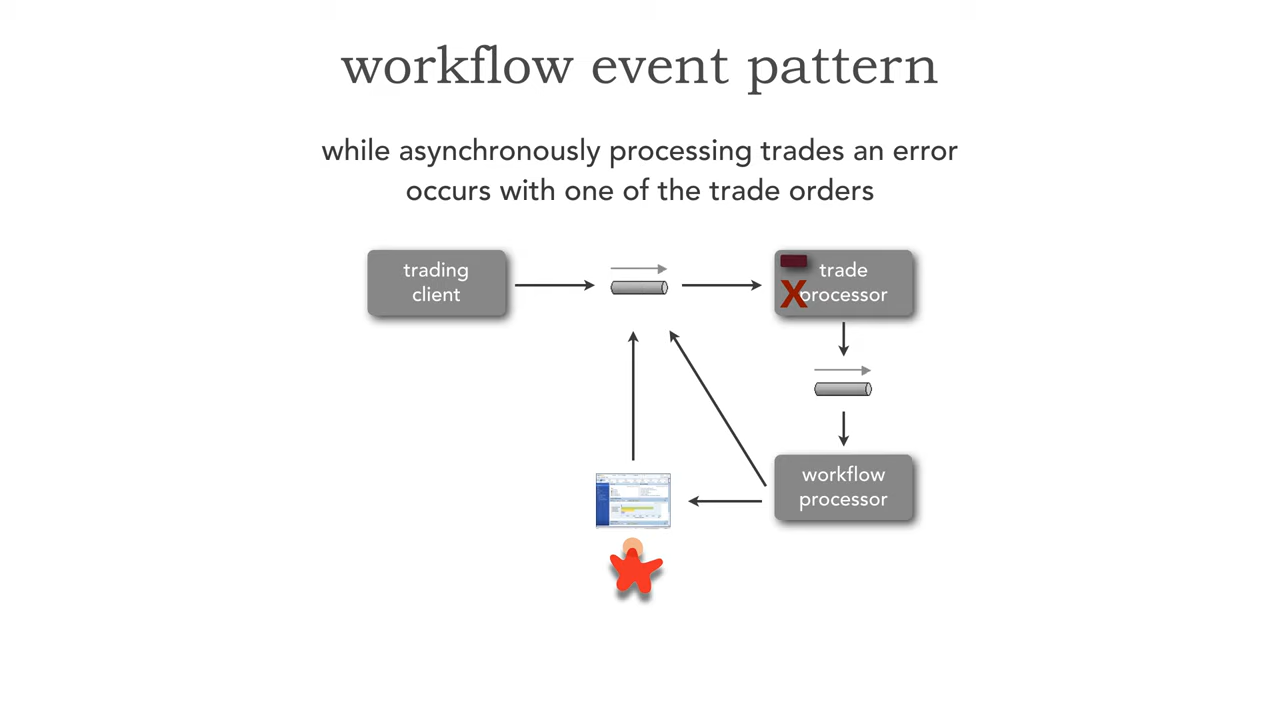 workflow event pattern
while asynchronously processing trades an error
occurs with one of the trade orders
trading
client
trade
X
processor
workflow
processor